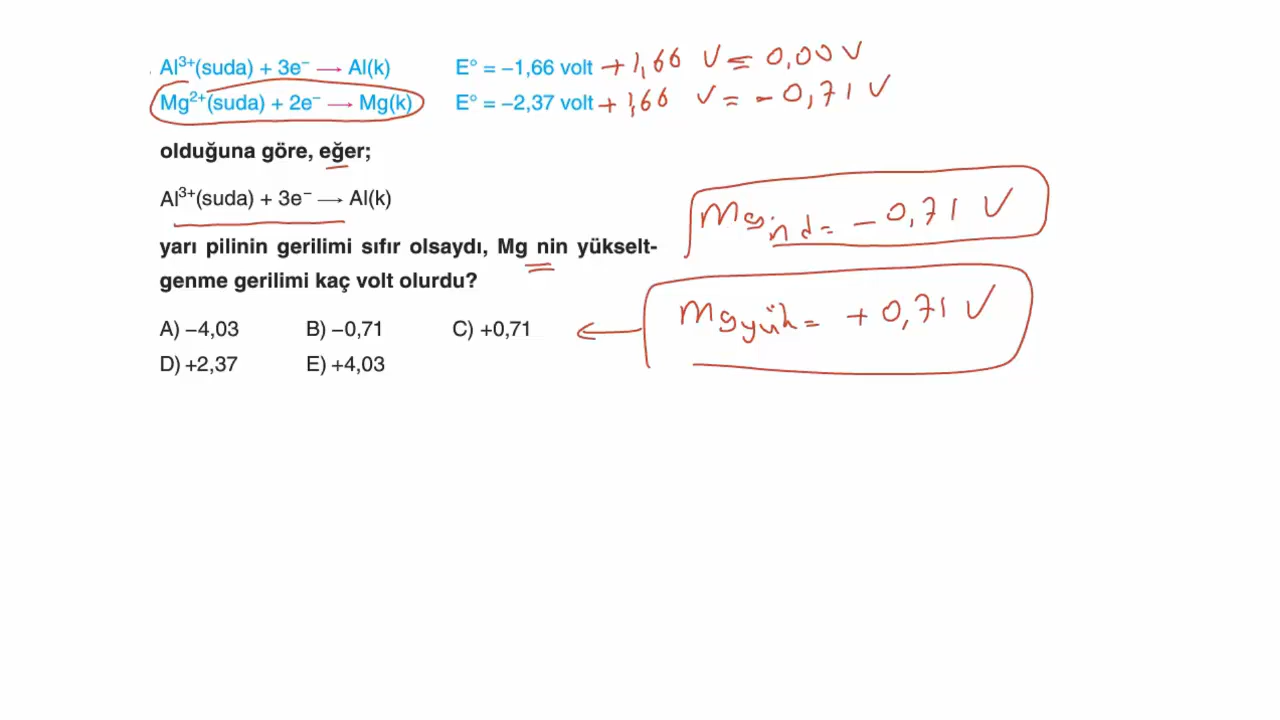 Al³⁺(suda) + 3e⁻ → Al(k) E° = −1,66 volt + 1,66 V = 0,00 V
Mg²⁺(suda) + 2e⁻ → Mg(k) E° = −2,37 volt + 1,66 V = - 0,71 V
olduğuna göre, eğer;
Al³⁺(suda) + 3e⁻ → Al(k)
yarı pilinin gerilimi sıfır olsaydı, Mg nin yükselt-
genme gerilimi kaç volt olurdu?
A) −4,03 B) −0,71 C) +0,71
D) +2,37 E) +4,03
Mg ind = - 0,71 V
Mg yük = + 0,71 V